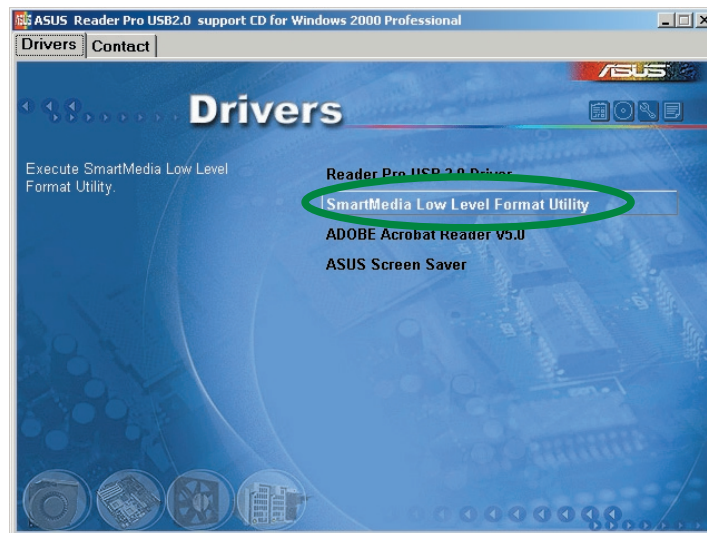 ASUS Reader Pro USB2.0 support CD for Windows 2000 Professional
Drivers Contact
ASUS
Drivers
Execute SmartMedia Low Level
Format Utility.
Reader Pro USB 2.0 Driver
SmartMedia Low Level Format Utility
ADOBE Acrobat Reader V5.0
ASUS Screen Saver